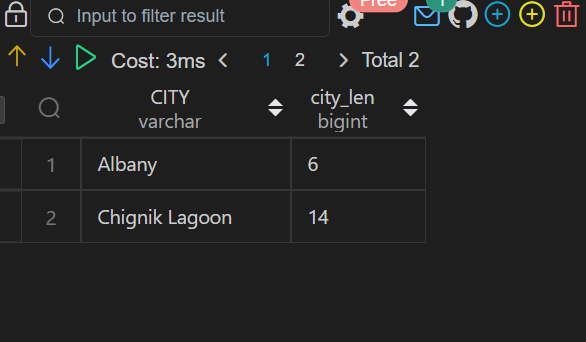 Input to filter result
Free
1
Cost: 3ms
1
2
Total 2
CITY
varchar
city_len
bigint
1
Albany
6
2
Chignik Lagoon
14